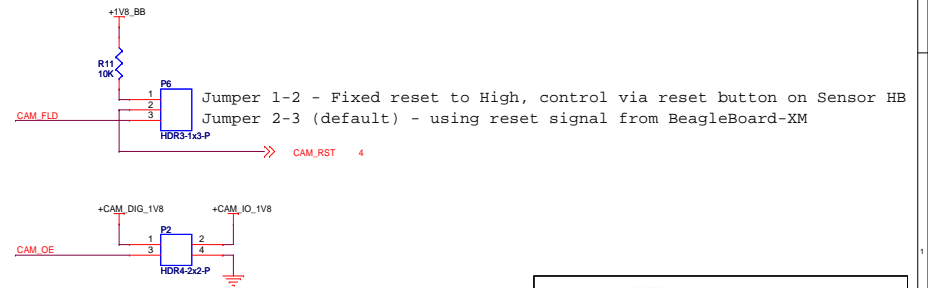 +1V8_BB
R11
10K
P6
1
2
3
Jumper 1-2 - Fixed reset to High, control via reset button on Sensor HB
Jumper 2-3 (default) - using reset signal from BeagleBoard-XM
CAM_FLD
HDR3-1x3-P
CAM_RST 4
+CAM_DIG_1V8 +CAM_IO_1V8
P2
1 2
CAM_OE 3 4
HDR4-2x2-P
1